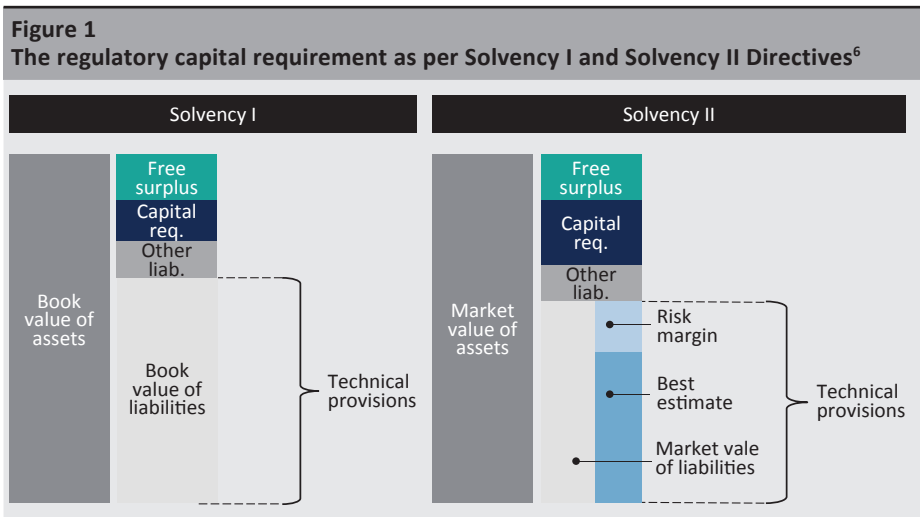 Figure 1
The regulatory capital requirement as per Solvency I and Solvency II Directives6
Solvency I
Book
value of
assets
Free
surplus
Capital
req.
Other
liab.
Book
value of
liabilities
Technical
provisions
Solvency II
Market
value of
assets
Free
surplus
Capital
req.
Other
liab.
Risk
margin
Best
estimate
Market vale
of liabilities
Technical
provisions